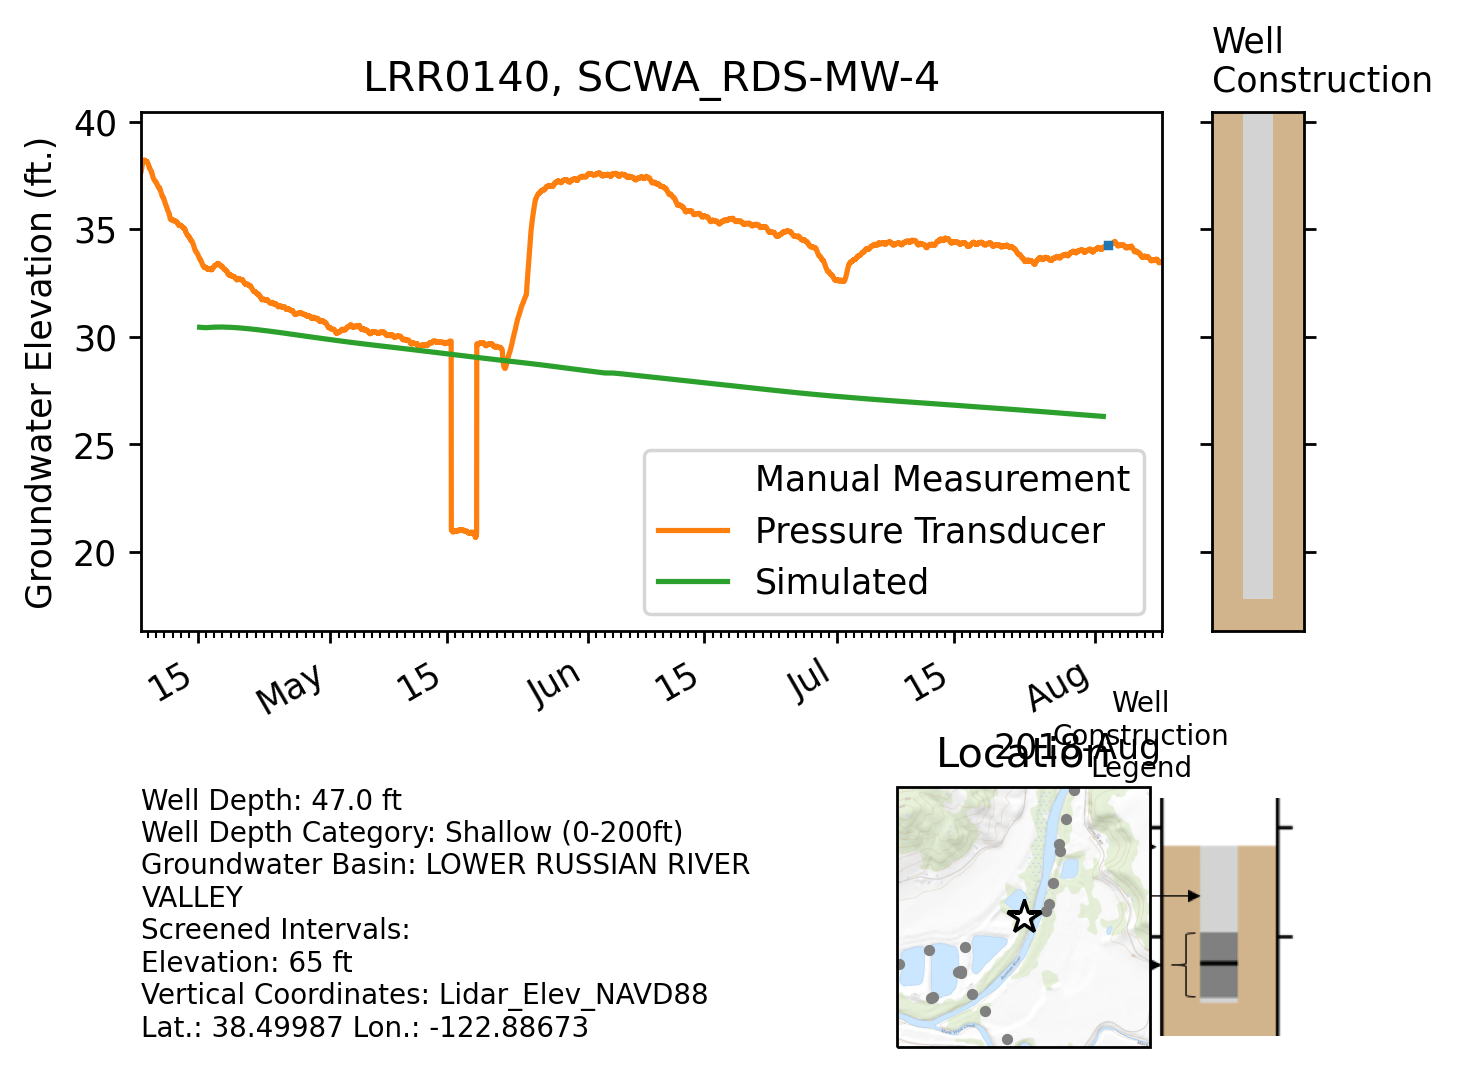 Well
Construction
LRR0140, SCWA_RDS-MW-4
Groundwater Elevation (ft.)
40
35
30
25
20
Manual Measurement
Pressure Transducer
Simulated
15
May
15
Jun
15
Jul
15
Aug
2018-Aug
Location
Well
Construction
Legend
Well Depth: 47.0 ft
Well Depth Category: Shallow (0-200ft)
Groundwater Basin: LOWER RUSSIAN RIVER
VALLEY
Screened Intervals:
Elevation: 65 ft
Vertical Coordinates: Lidar_Elev_NAVD88
Lat.: 38.49987 Lon.: -122.88673